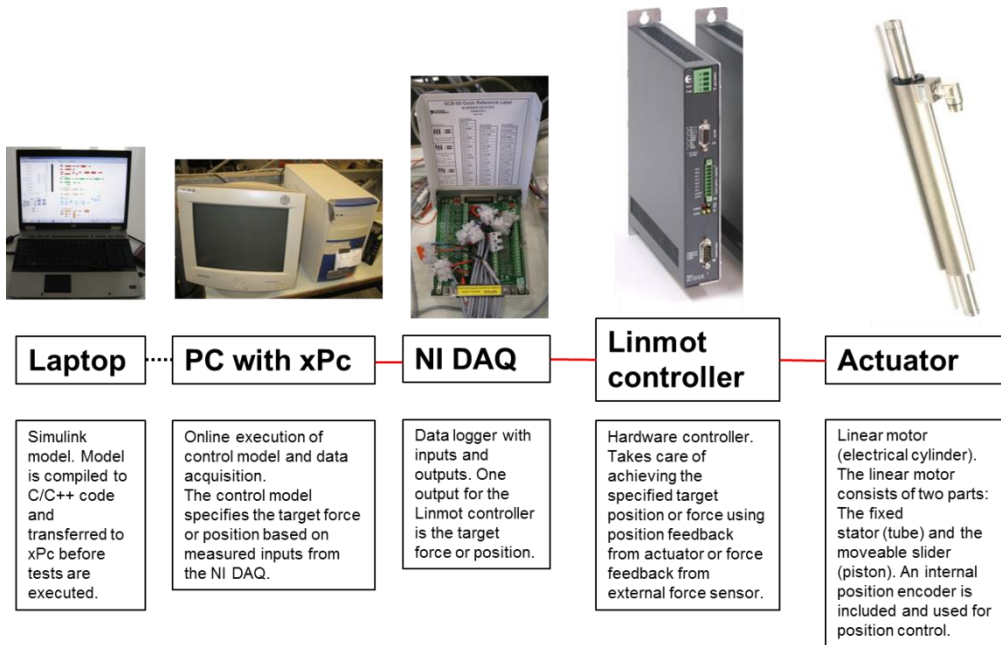 SCB-68 Quick Reference Label
Laptop
PC with xPc
NI DAQ
Linmot
controller
Actuator
Simulink
model. Model
is compiled to
C/C++ code
and
transferred to
xPc before
tests are
executed.
Online execution of
control model and data
acquisition.
The control model
specifies the target force
or position based on
measured inputs from
the NI DAQ.
Data logger with
inputs and
outputs. One
output for the
Linmot controller
is the target
force or position.
Hardware controller.
Takes care of
achieving the
specified target
position or force using
position feedback
from actuator or force
feedback from
external force sensor.
Linear motor
(electrical cylinder).
The linear motor
consists of two parts:
The fixed
stator (tube) and the
moveable slider
(piston). An internal
position encoder is
included and used for
position control.